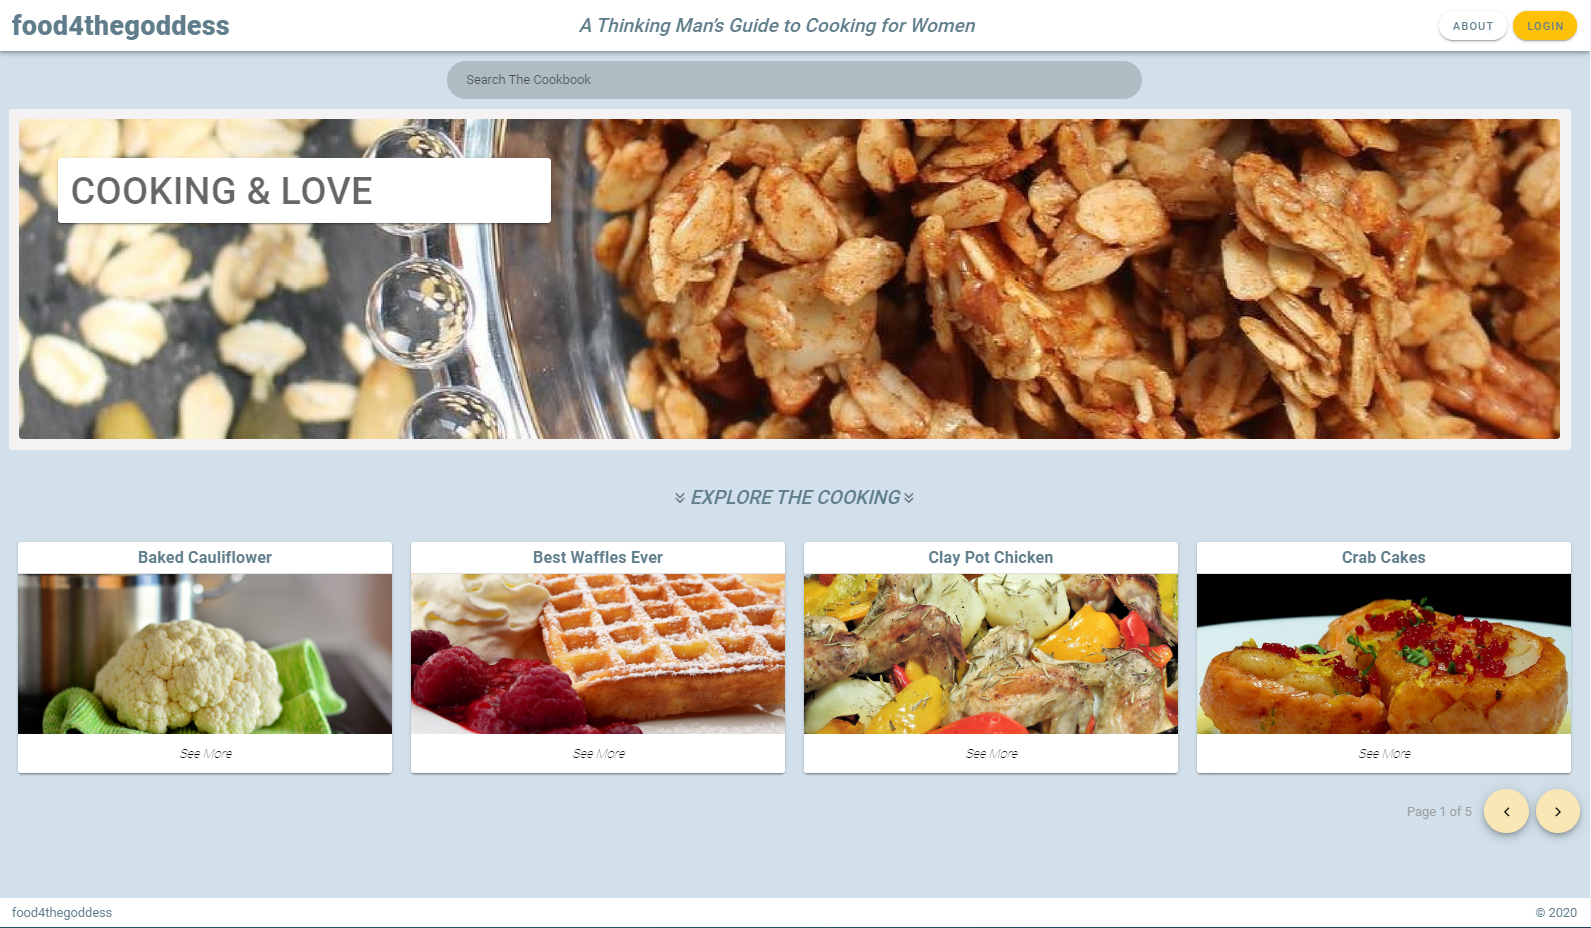 food4thegoddess
A Thinking Man's Guide to Cooking for Women
ABOUT
LOGIN
Search The Cookbook
COOKING & LOVE
EXPLORE THE COOKING
Baked Cauliflower
Best Waffles Ever
Clay Pot Chicken
Crab Cakes
See More
See More
See More
See More
Page 1 of 5
food4thegoddess
© 2020